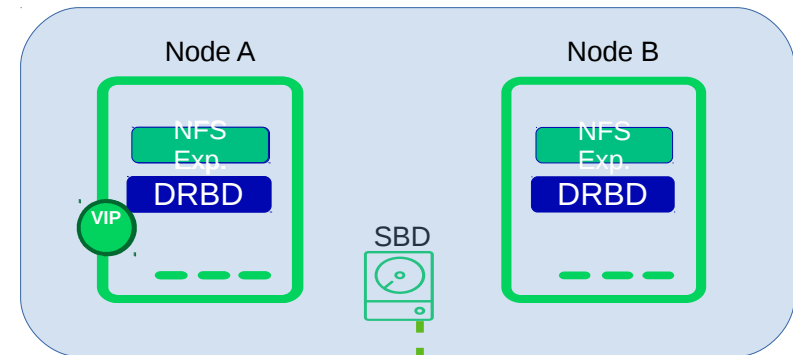 Node A
Node B
NFS
Exp.
DRBD
VIP
NFS
Exp.
DRBD
SBD